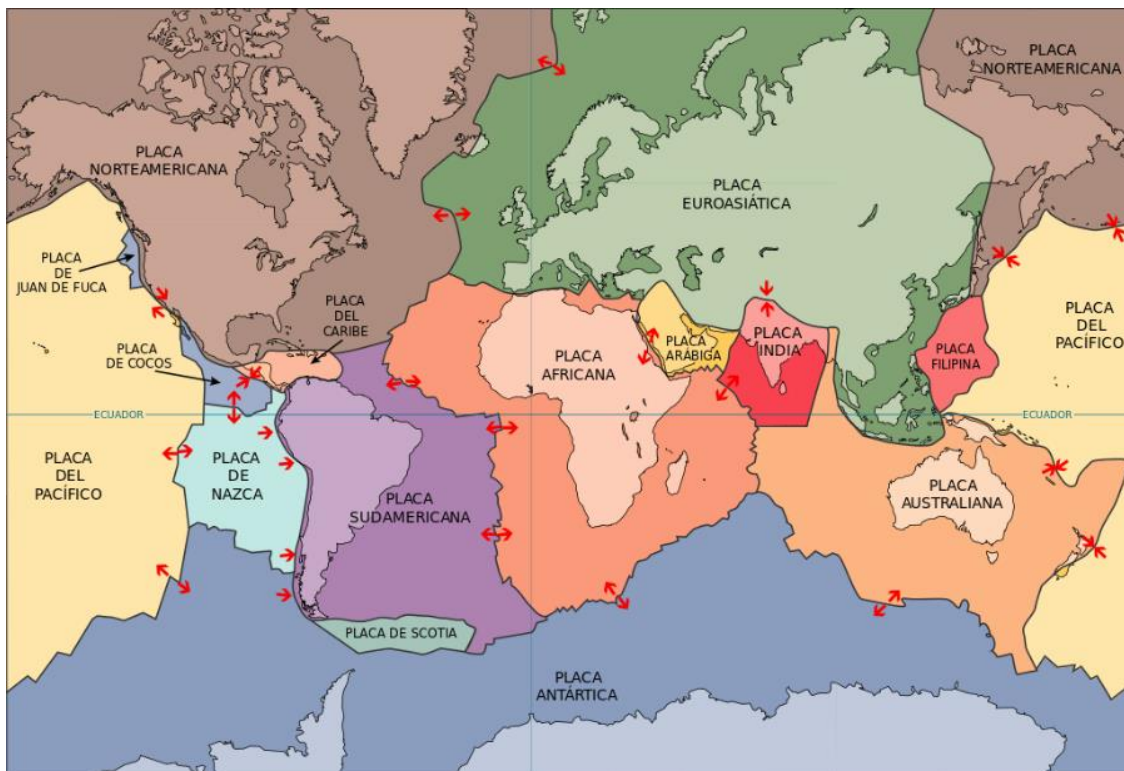 PLACA
NORTEAMERICANA
PLACA
NORTEAMERICANA
PLACA
EUROASIÁTICA
PLACA
DE
JUAN DE FUCA
PLACA
DEL
CARIBE
PLACA
DE COCOS
PLACA
AFRICANA
PLACA
ARÁBIGA
PLACA
INDIA
PLACA
FILIPINA
PLACA
DEL
PACÍFICO
ECUADOR
ECUADOR
PLACA
DEL
PACÍFICO
PLACA
DE
NAZCA
PLACA
SUDAMERICANA
PLACA
AUSTRALIANA
PLACA DE SCOTIA
PLACA
ANTÁRTICA